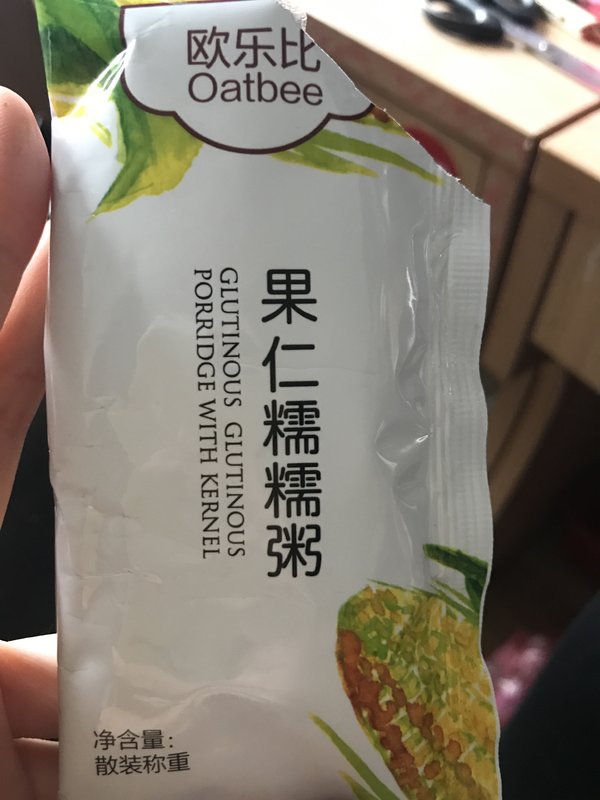 欧乐比
Oatbee
果仁糯糯粥
GLUTINOUS GLUTINOUS
PORRIDGE WITH KERNEL
净含量：
散装称重